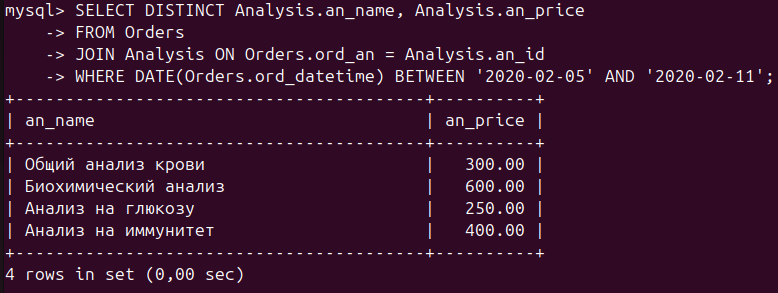 mysql> SELECT DISTINCT Analysis.an_name, Analysis.an_price
    -> FROM Orders
    -> JOIN Analysis ON Orders.ord_an = Analysis.an_id
    -> WHERE DATE(Orders.ord_datetime) BETWEEN '2020-02-05' AND '2020-02-11';
+----------------------------------------+----------+
| an_name                                | an_price |
+----------------------------------------+----------+
| Общий анализ крови                     |   300.00 |
| Биохимический анализ                   |   600.00 |
| Анализ на глюкозу                      |   250.00 |
| Анализ на иммунитет                    |   400.00 |
+----------------------------------------+----------+
4 rows in set (0,00 sec)